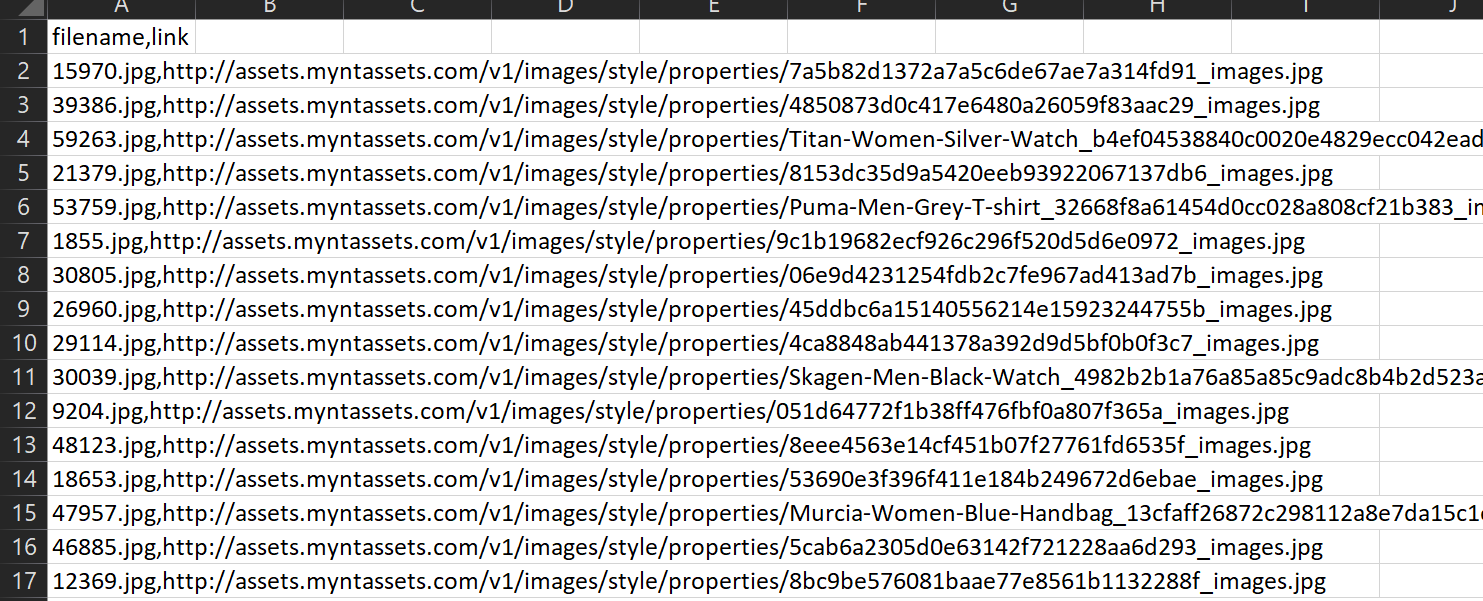 A B C D E F G H I J
1 filename,link
2 15970.jpg,http://assets.myntassets.com/v1/images/style/properties/7a5b82d1372a7a5c6de67ae7a314fd91_images.jpg
3 39386.jpg,http://assets.myntassets.com/v1/images/style/properties/4850873d0c417e6480a26059f83aac29_images.jpg
4 59263.jpg,http://assets.myntassets.com/v1/images/style/properties/Titan-Women-Silver-Watch_b4ef04538840c0020e4829ecc042ead
5 21379.jpg,http://assets.myntassets.com/v1/images/style/properties/8153dc35d9a5420eeb93922067137db6_images.jpg
6 53759.jpg,http://assets.myntassets.com/v1/images/style/properties/Puma-Men-Grey-T-shirt_32668f8a61454d0cc028a808cf21b383_in
7 1855.jpg,http://assets.myntassets.com/v1/images/style/properties/9c1b19682ecf926c296f520d5d6e0972_images.jpg
8 30805.jpg,http://assets.myntassets.com/v1/images/style/properties/06e9d4231254fdb2c7fe967ad413ad7b_images.jpg
9 26960.jpg,http://assets.myntassets.com/v1/images/style/properties/45ddbc6a15140556214e15923244755b_images.jpg
10 29114.jpg,http://assets.myntassets.com/v1/images/style/properties/4ca8848ab441378a392d9d5bf0b0f3c7_images.jpg
11 30039.jpg,http://assets.myntassets.com/v1/images/style/properties/Skagen-Men-Black-Watch_4982b2b1a76a85a85c9adc8b4b2d523a
12 9204.jpg,http://assets.myntassets.com/v1/images/style/properties/051d64772f1b38ff476fbf0a807f365a_images.jpg
13 48123.jpg,http://assets.myntassets.com/v1/images/style/properties/8eee4563e14cf451b07f27761fd6535f_images.jpg
14 18653.jpg,http://assets.myntassets.com/v1/images/style/properties/53690e3f396f411e184b249672d6ebae_images.jpg
15 47957.jpg,http://assets.myntassets.com/v1/images/style/properties/Murcia-Women-Blue-Handbag_13cfaff26872c298112a8e7da15c1
16 46885.jpg,http://assets.myntassets.com/v1/images/style/properties/5cab6a2305d0e63142f721228aa6d293_images.jpg
17 12369.jpg,http://assets.myntassets.com/v1/images/style/properties/8bc9be576081baae77e8561b1132288f_images.jpg